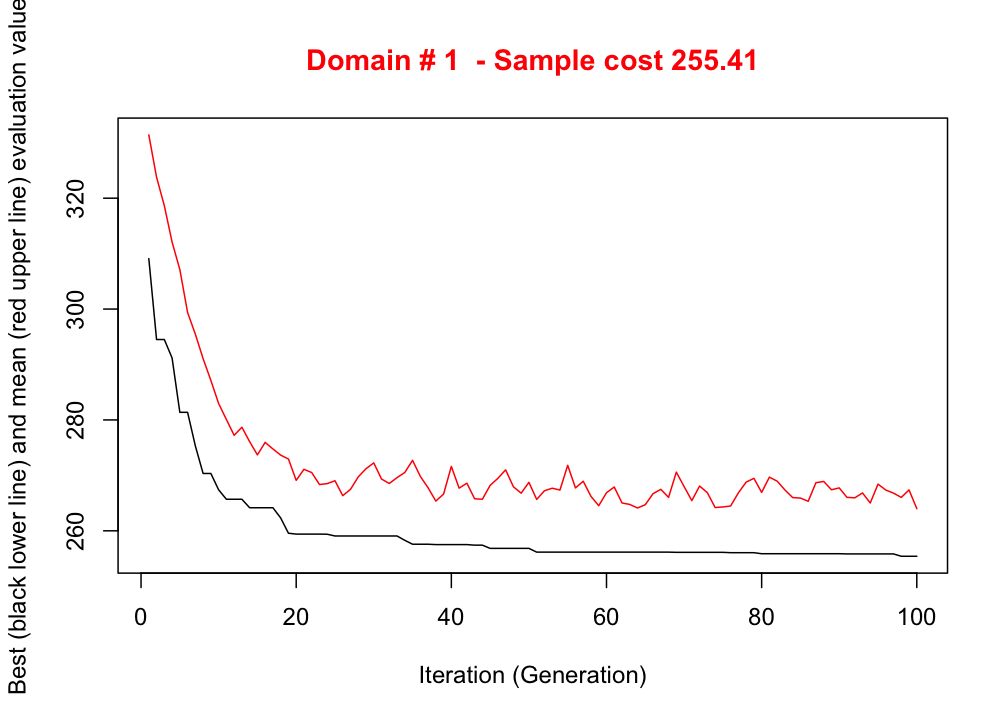 Domain # 1 - Sample cost 255.41
Best (black lower line) and mean (red upper line) evaluation value
320
300
280
260
0 20 40 60 80 100
Iteration (Generation)